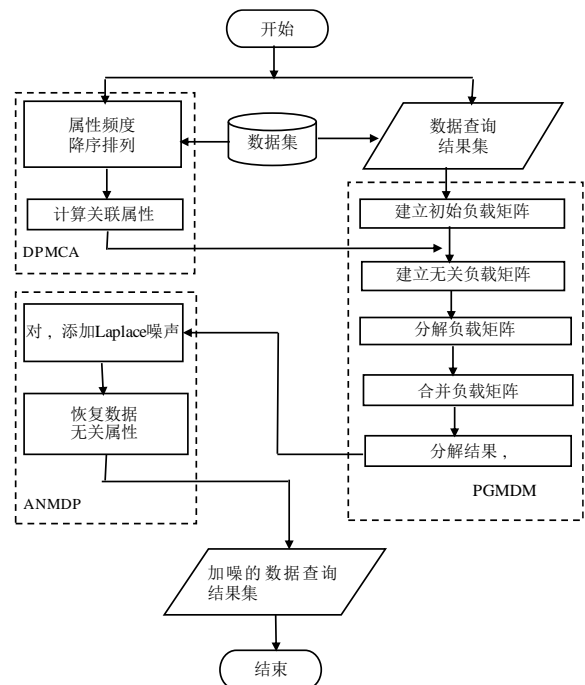 开始
属性频度
降序排列
数据集
数据查询
结果集
计算关联属性
DPMCA
建立初始负载矩阵
建立无关负载矩阵
分解负载矩阵
合并负载矩阵
分解结果，
PGMDM
对，添加Laplace噪声
恢复数据
无关属性
ANMDP
加噪的数据查询
结果集
结束